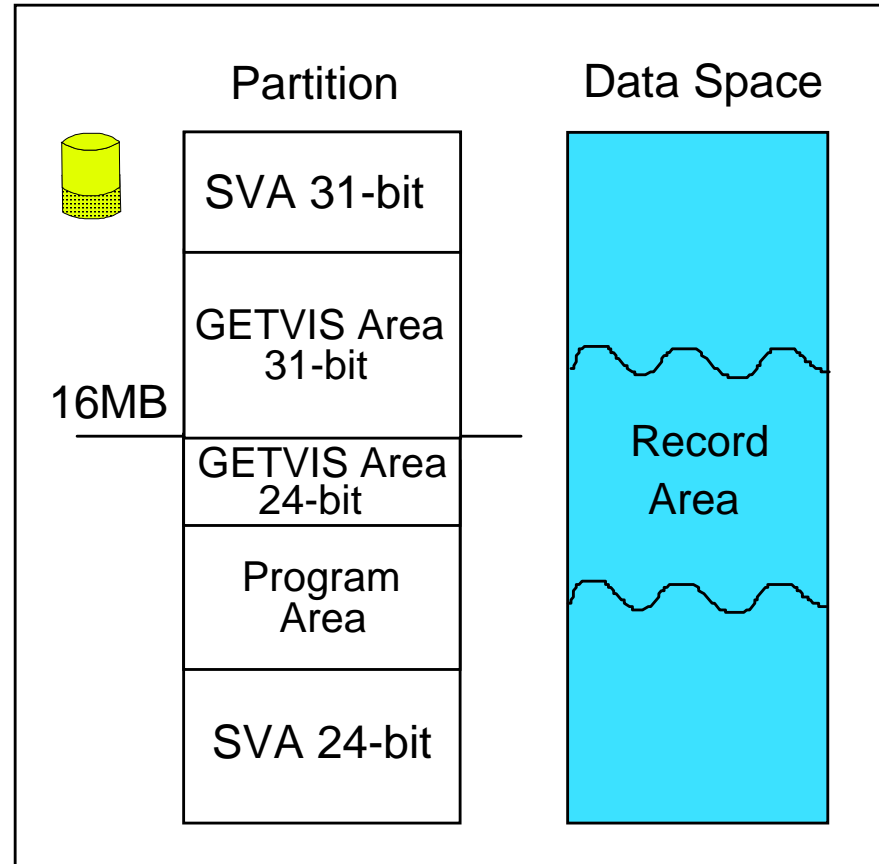 Partition
Data Space
SVA 31-bit
GETVIS Area
31-bit
16MB
GETVIS Area
24-bit
Program
Area
SVA 24-bit
Record
Area